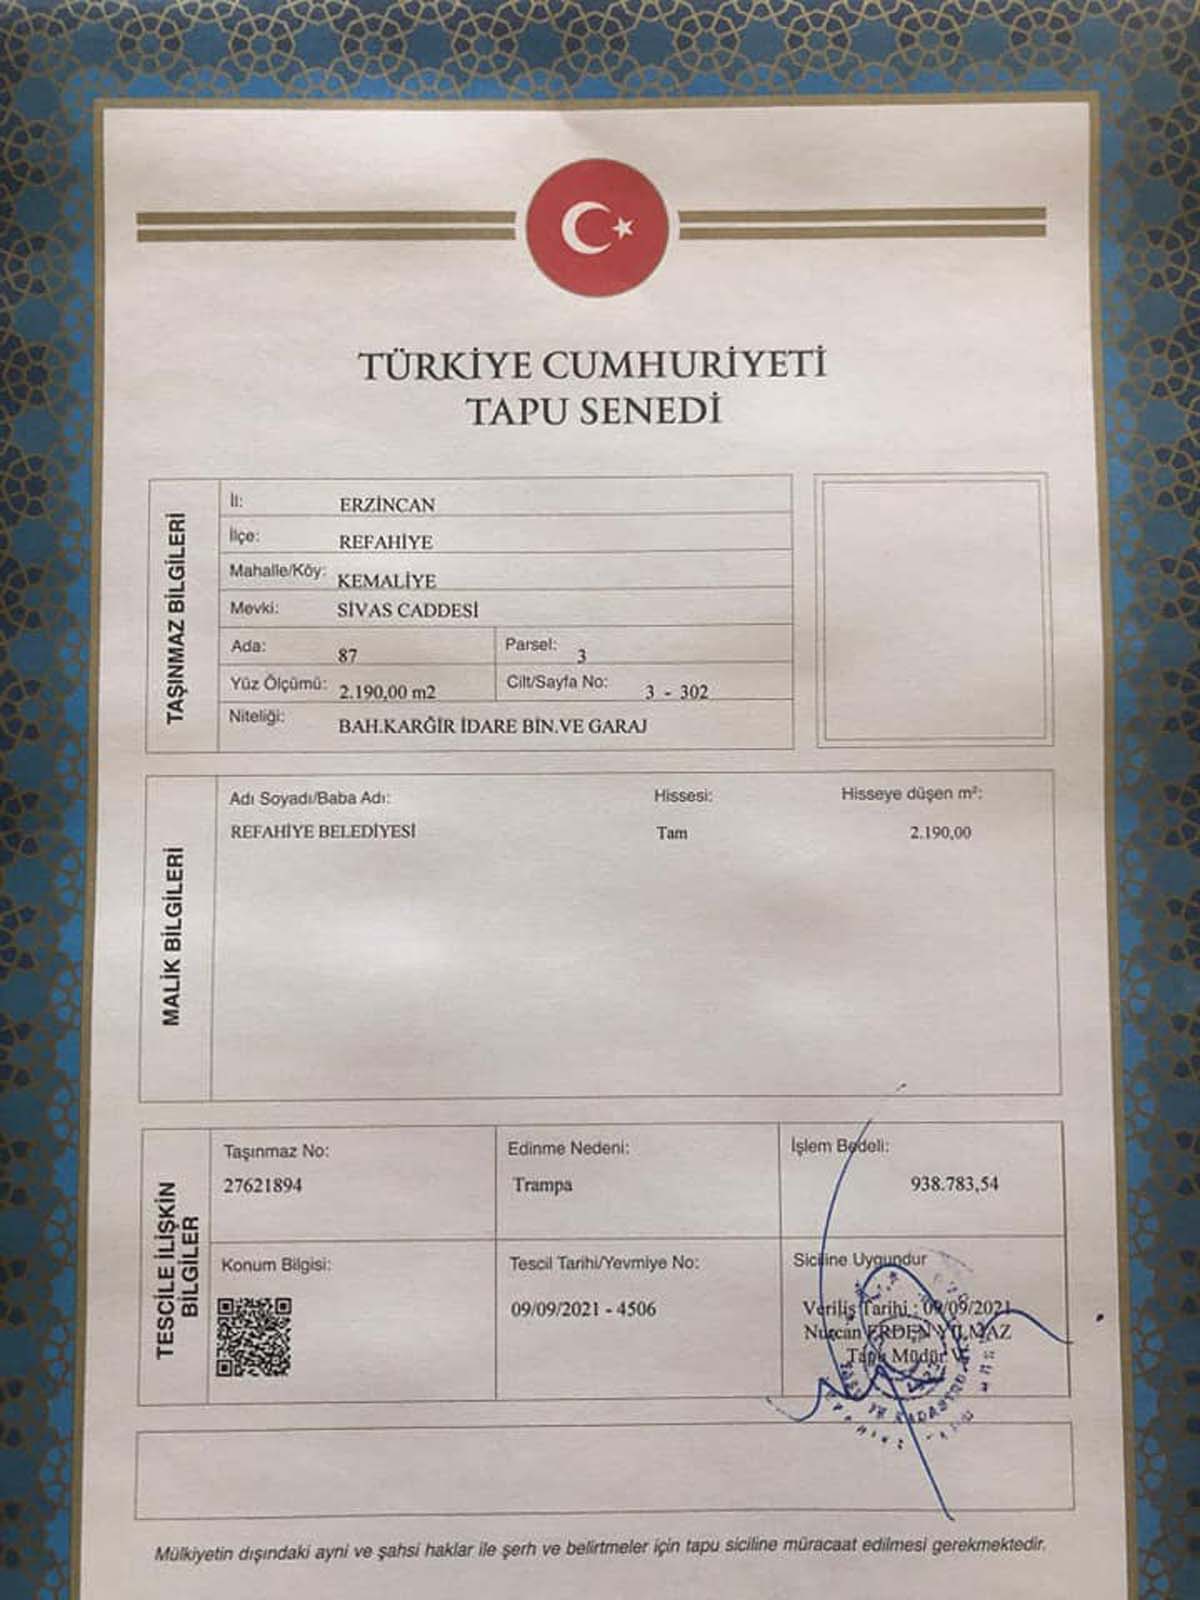 TÜRKİYE CUMHURİYETİ
TAPU SENEDİ
TAŞINMAZ BİLGİLERİ
İl: ERZİNCAN
İlçe: REFAHİYE
Mahalle/Köy: KEMALİYE
Mevki: SİVAS CADDESİ
Ada: 87 Parsel: 3
Yüz Ölçümü: 2.190,00 m2 Cilt/Sayfa No: 3 - 302
Niteliği: BAH.KARĞİR İDARE BİN.VE GARAJ
MALİK BİLGİLERİ
Adı Soyadı/Baba Adı: Hissesi: Hisseye düşen m²:
REFAHİYE BELEDİYESİ Tam 2.190,00
TESCİLE İLİŞKİN
BİLGİLER
Taşınmaz No: Edinme Nedeni: İşlem Bedeli:
27621894 Trampa 938.783,54
Konum Bilgisi: Tescil Tarihi/Yevmiye No: Siciline Uygundur
09/09/2021 - 4506 Veriliş Tarihi : 09/09/2021
Nurcan ERDEN YILMAZ
Tapu Müdür V.
Mülkiyetin dışındaki ayni ve şahsi haklar ile şerh ve belirtmeler için tapu siciline müracaat edilmesi gerekmektedir.